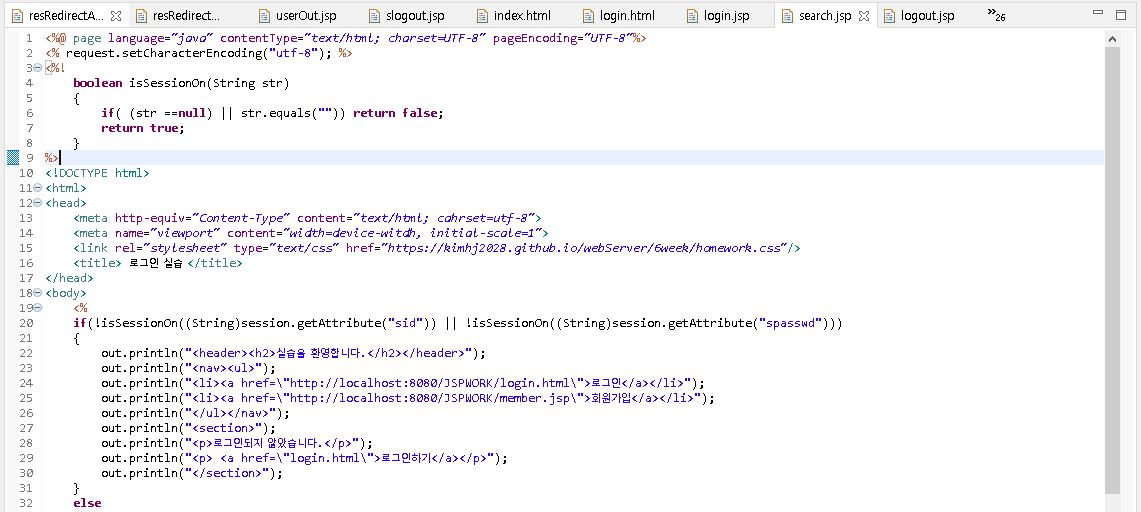 resRedirectA... resRedirect... userOut.jsp slogout.jsp index.html login.html login.jsp search.jsp logout.jsp »26
1 <%@ page language="java" contentType="text/html; charset=UTF-8" pageEncoding="UTF-8"%>
2 <% request.setCharacterEncoding("utf-8"); %>
3 <%!
4 boolean isSessionOn(String str)
5 {
6 if( (str ==null) || str.equals("")) return false;
7 return true;
8 }
9 %>
10 <!DOCTYPE html>
11 <html>
12 <head>
13 <meta http-equiv="Content-Type" content="text/html; cahrset=utf-8">
14 <meta name="viewport" content="width=device-witdh, initial-scale=1">
15 <link rel="stylesheet" type="text/css" href="https://kimhj2028.github.io/webServer/6week/homework.css"/>
16 <title> 로그인 실습 </title>
17 </head>
18 <body>
19 <%
20 if(!isSessionOn((String)session.getAttribute("sid")) || !isSessionOn((String)session.getAttribute("spasswd")))
21 {
22 out.println("<header><h2>실습을 환영합니다.</h2></header>");
23 out.println("<nav><ul>");
24 out.println("<li><a href=\"http://localhost:8080/JSPWORK/login.html\">로그인</a></li>");
25 out.println("<li><a href=\"http://localhost:8080/JSPWORK/member.jsp\">회원가입</a></li>");
26 out.println("</ul></nav>");
27 out.println("<section>");
28 out.println("<p>로그인되지 않았습니다.</p>");
29 out.println("<p> <a href=\"login.html\">로그인하기</a></p>");
30 out.println("</section>");
31 }
32 else